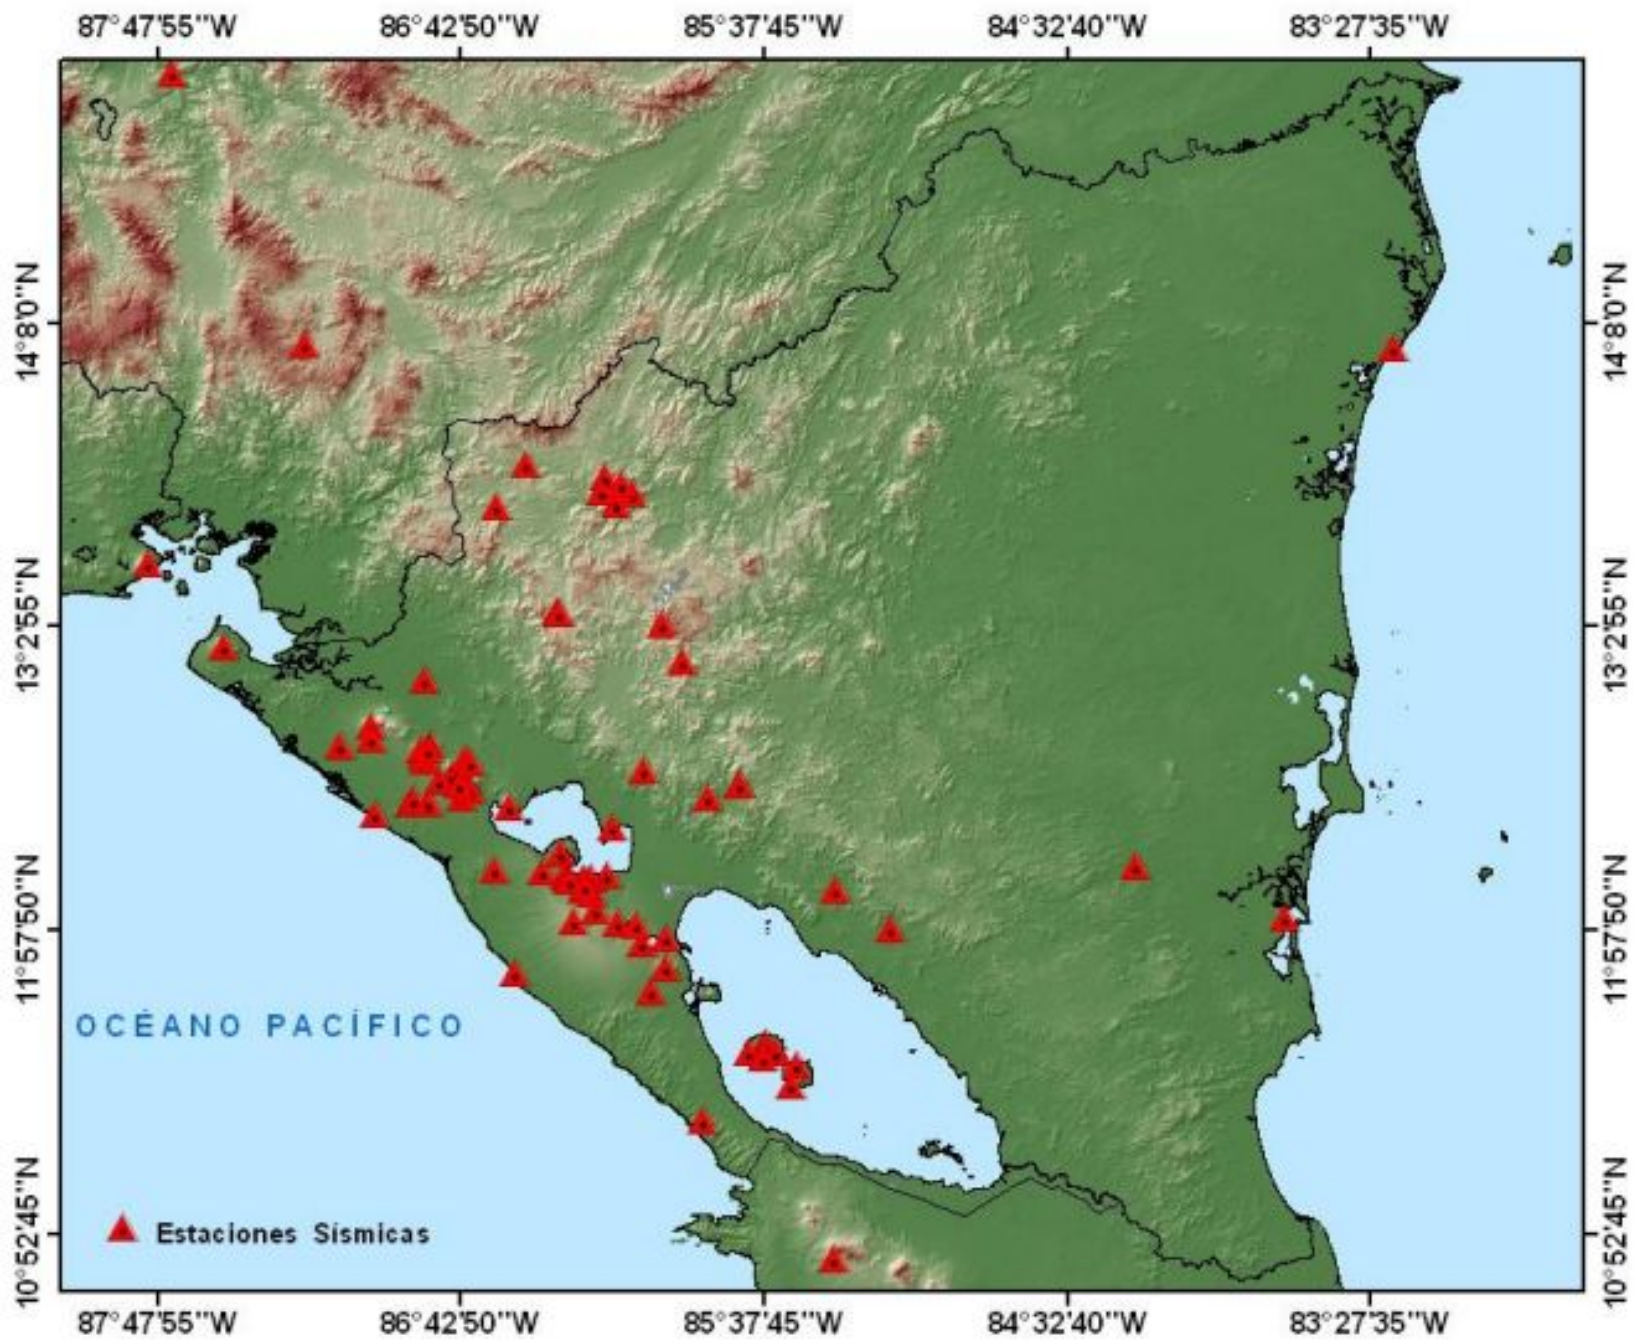 87°47'55"W 86°42'50"W 85°37'45"W 84°32'40"W 83°27'35"W
14°8'0"N 14°8'0"N
13°2'55"N 13°2'55"N
11°57'50"N 11°57'50"N
OCÉANO PACÍFICO
10°52'45"N 10°52'45"N
Estaciones Sísmicas
87°47'55"W 86°42'50"W 85°37'45"W 84°32'40"W 83°27'35"W